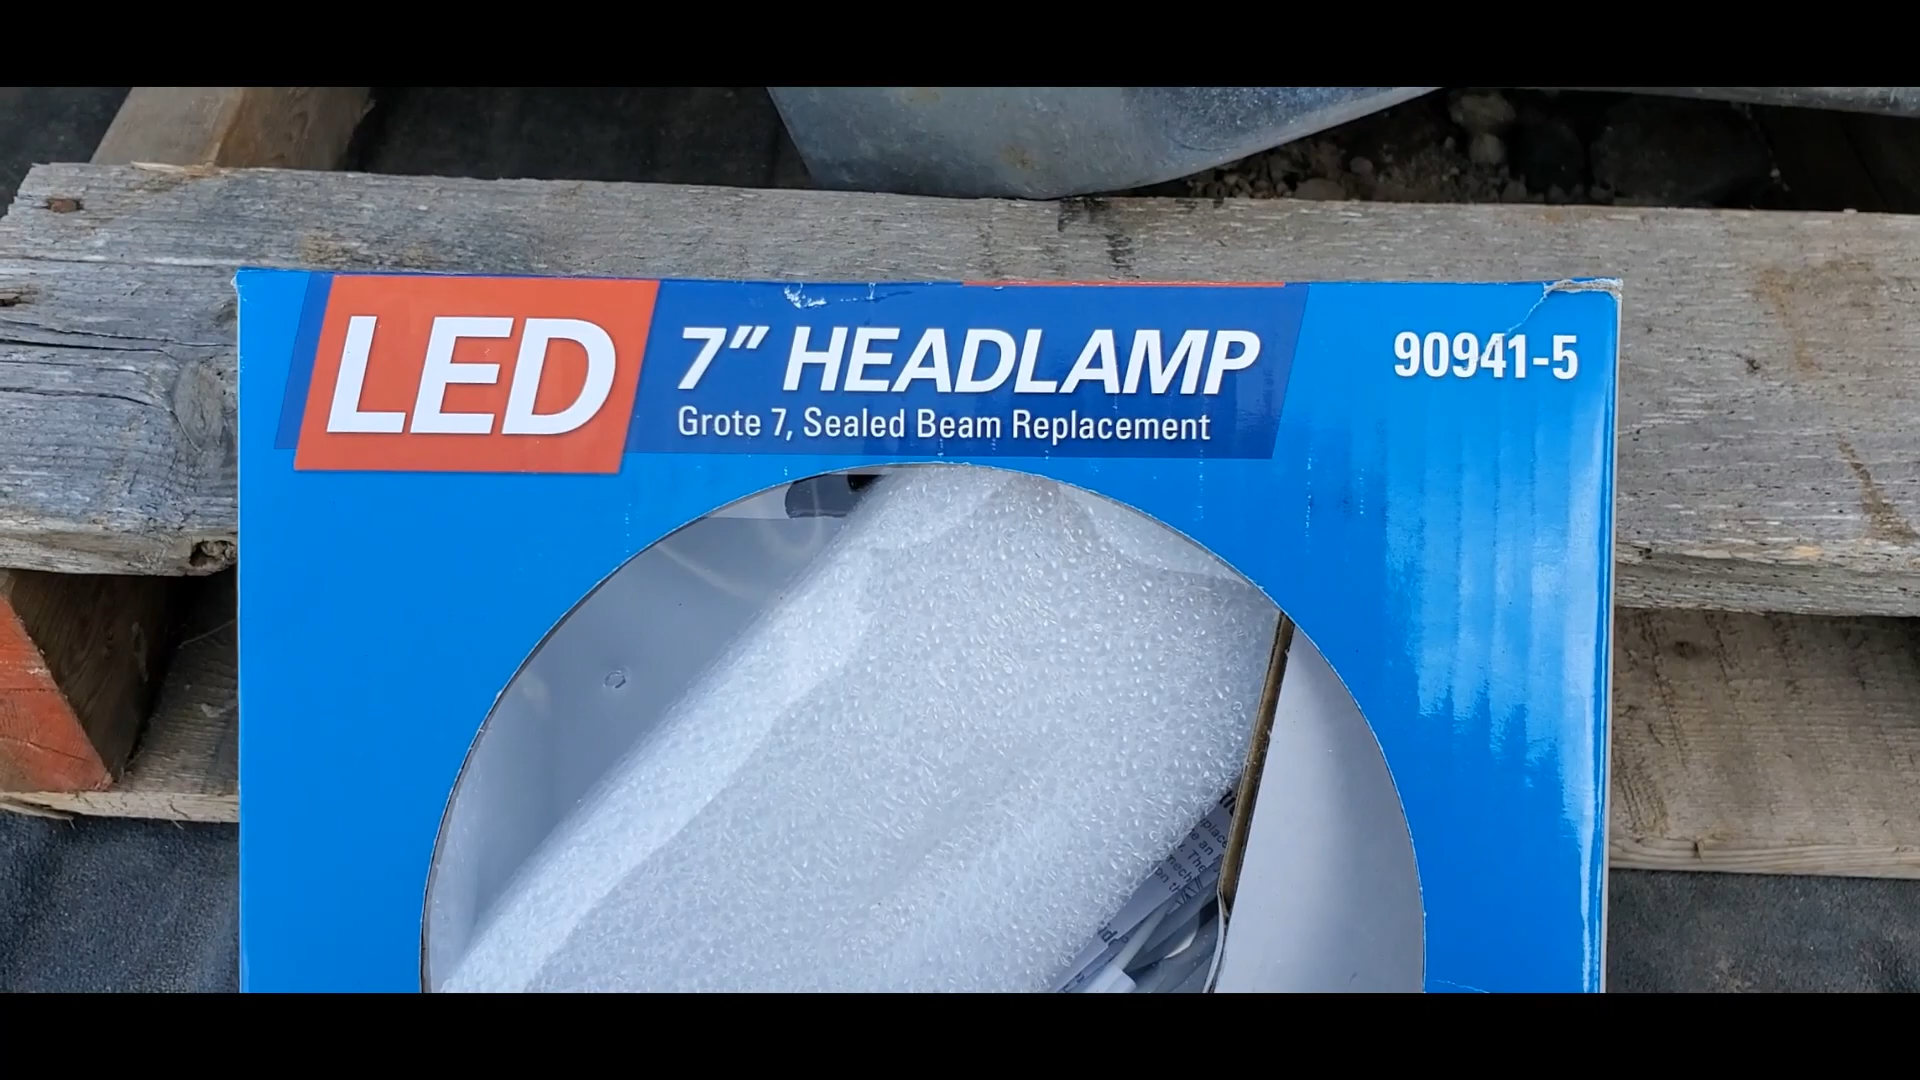 LED
7" HEADLAMP
Grote 7, Sealed Beam Replacement
90941-5